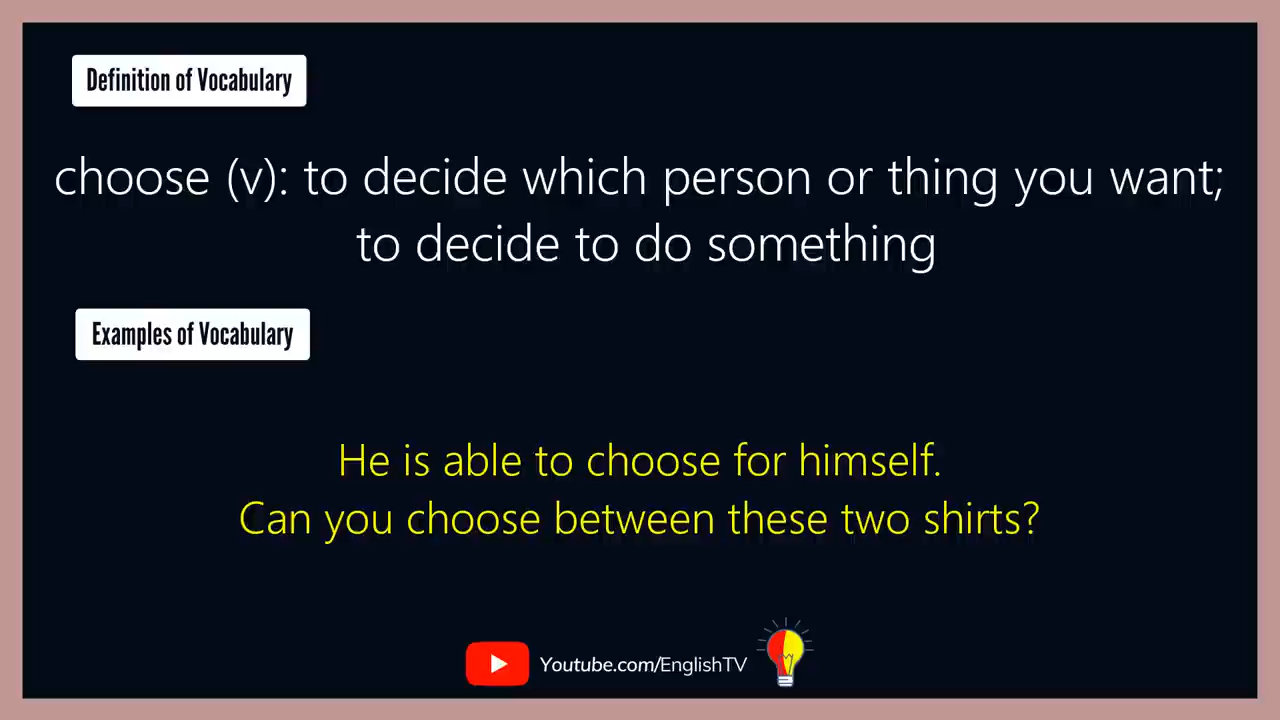 Definition of Vocabulary
choose (v): to decide which person or thing you want;
to decide to do something
Examples of Vocabulary
He is able to choose for himself.
Can you choose between these two shirts?
Youtube.com/EnglishTV